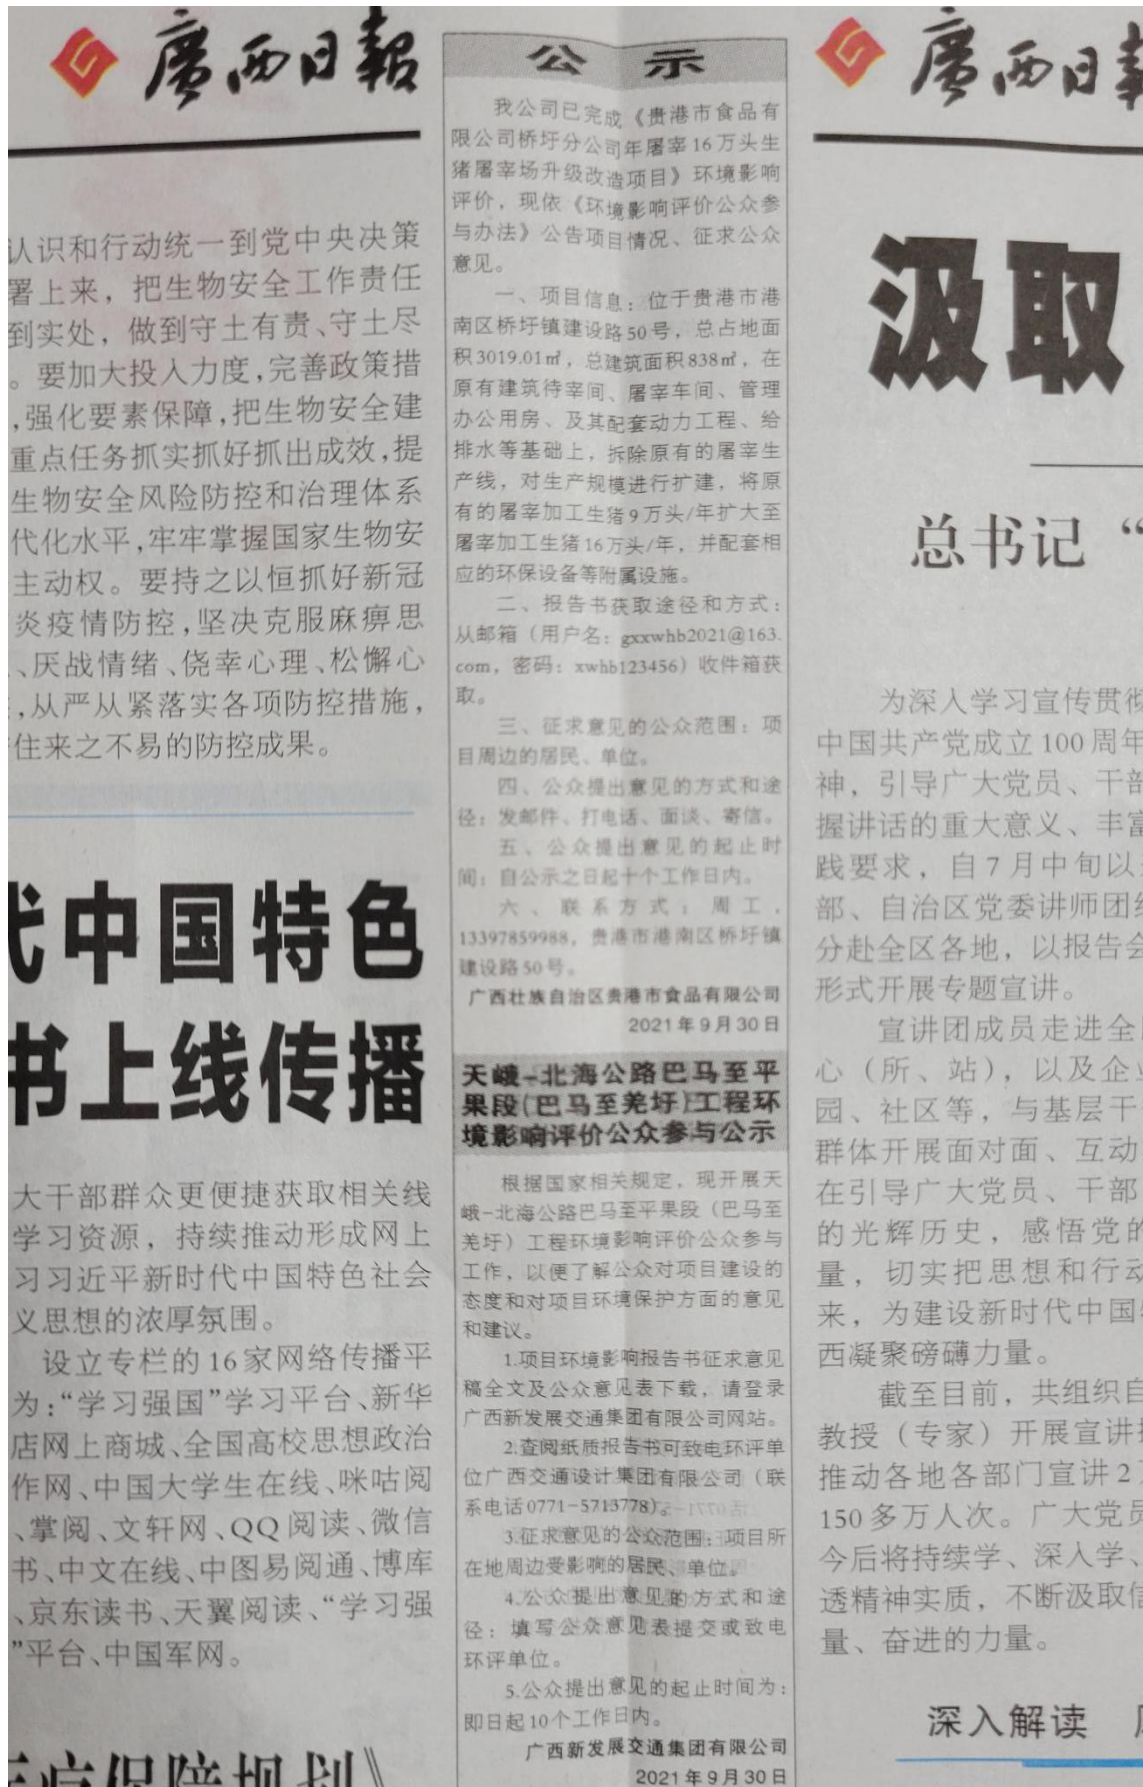 廣西日報
认识和行动统一到党中央决策
署上来，把生物安全工作责任
到实处，做到守土有责、守土尽
。要加大投入力度，完善政策措
，强化要素保障，把生物安全建
重点任务抓实抓好抓出成效，提
生物安全风险防控和治理体系
代化水平，牢牢掌握国家生物安
主动权。要持之以恒抓好新冠
炎疫情防控，坚决克服麻痹思
、厌战情绪、侥幸心理、松懈心
，从严从紧落实各项防控措施，
住来之不易的防控成果。
代中国特色
书上线传播
大干部群众更便捷获取相关线
学习资源，持续推动形成网上
习习近平新时代中国特色社会
义思想的浓厚氛围。
设立专栏的16家网络传播平
为：“学习强国”学习平台、新华
店网上商城、全国高校思想政治
作网、中国大学生在线、咪咕阅
、掌阅、文轩网、QQ阅读、微信
书、中文在线、中图易阅通、博库
、京东读书、天翼阅读、“学习强
”平台、中国军网。
医疗保障规划》
公示
我公司已完成《贵港市食品有
限公司桥圩分公司年屠宰16万头生
猪屠宰场升级改造项目》环境影响
评价，现依《环境影响评价公众参
与办法》公告项目情况、征求公众
意见。
一、项目信息：位于贵港市港
南区桥圩镇建设路50号，总占地面
积3019.01㎡，总建筑面积838㎡，在
原有建筑待宰间、屠宰车间、管理
办公用房、及其配套动力工程、给
排水等基础上，拆除原有的屠宰生
产线，对生产规模进行扩建，将原
有的屠宰加工生猪9万头/年扩大至
屠宰加工生猪16万头/年，并配套相
应的环保设备等附属设施。
二、报告书获取途径和方式：
从邮箱（用户名：gxxwhb2021@163.
com，密码：xwhb123456）收件箱获
取。
三、征求意见的公众范围：项
目周边的居民、单位。
四、公众提出意见的方式和途
径：发邮件、打电话、面谈、寄信。
五、公众提出意见的起止时
间：自公示之日起十个工作日内。
六、联系方式：周工，
13397859988，贵港市港南区桥圩镇
建设路50号。
广西壮族自治区贵港市食品有限公司
2021年9月30日
天峨-北海公路巴马至平
果段（巴马至羌圩）工程环
境影响评价公众参与公示
根据国家相关规定，现开展天
峨-北海公路巴马至平果段（巴马至
羌圩）工程环境影响评价公众参与
工作，以便了解公众对项目建设的
态度和对项目环境保护方面的意见
和建议。
1.项目环境影响报告书征求意见
稿全文及公众意见表下载，请登录
广西新发展交通集团有限公司网站。
2.查阅纸质报告书可致电环评单
位广西交通设计集团有限公司（联
系电话0771-5713778）。
3.征求意见的公众范围：项目所
在地周边受影响的居民、单位。
4.公众提出意见的方式和途
径：填写公众意见表提交或致电
环评单位。
5.公众提出意见的起止时间为：
即日起10个工作日内。
广西新发展交通集团有限公司
2021年9月30日
廣西日報
汲取
总书记“
为深入学习宣传贯彻
中国共产党成立100周年
神，引导广大党员、干部
握讲话的重大意义、丰富
践要求，自7月中旬以
部、自治区党委讲师团组
分赴全区各地，以报告会
形式开展专题宣讲。
宣讲团成员走进全
心（所、站），以及企业
园、社区等，与基层干
群体开展面对面、互动
在引导广大党员、干部
的光辉历史，感悟党的
量，切实把思想和行动
来，为建设新时代中国
西凝聚磅礴力量。
截至目前，共组织自
教授（专家）开展宣讲
推动各地各部门宣讲2
150多万人次。广大党员
今后将持续学、深入学、
透精神实质，不断汲取信
量、奋进的力量。
深入解读